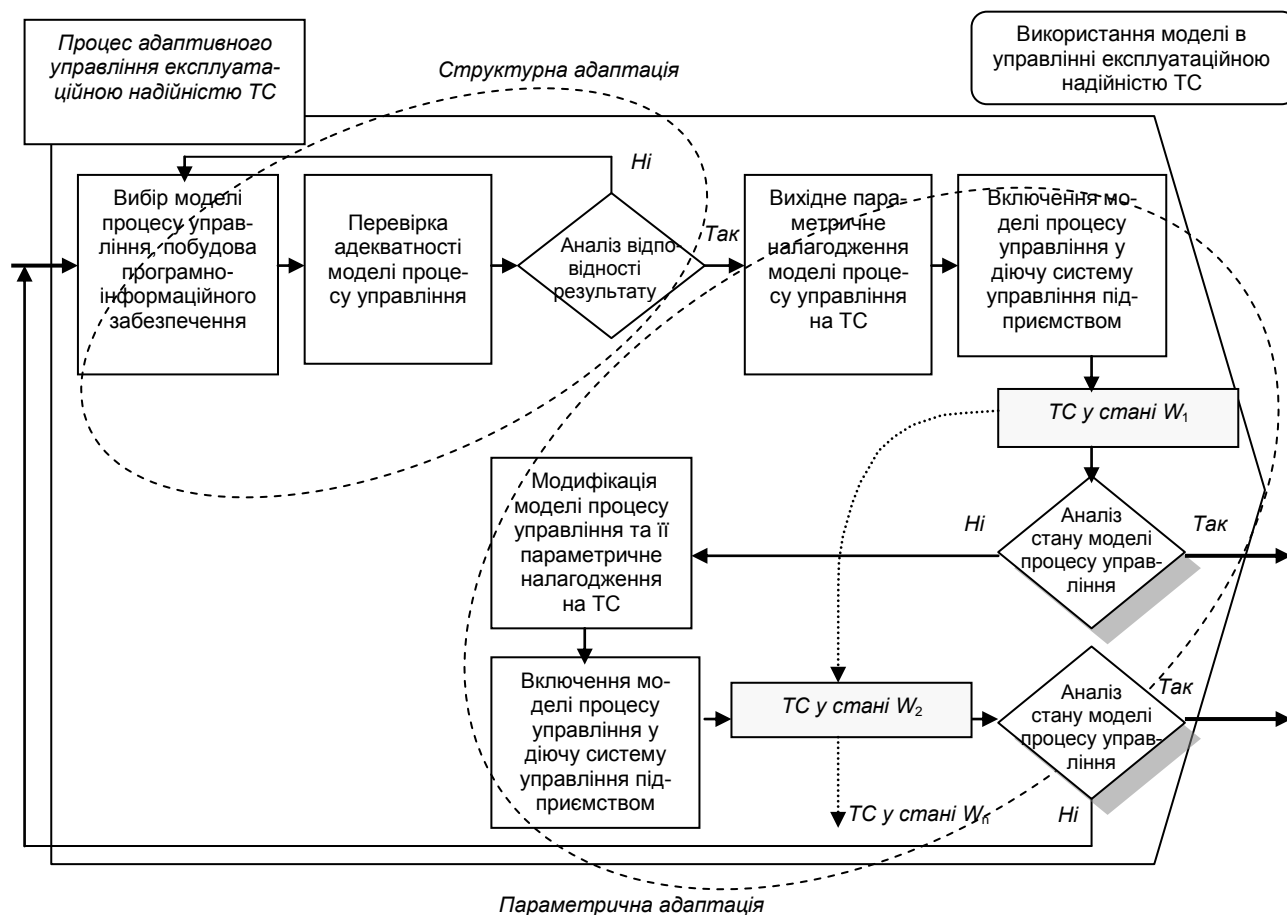 Процес адаптивного
управління експлуата-
ційною надійністю ТС
Структурна адаптація
Використання моделі в
управлінні експлуатаційною
надійністю ТС
Ні
Вибір моделі
процесу управ-
ління, побудова
програмно-
інформаційного
забезпечення
Перевірка
адекватності
моделі проце-
су управління
Аналіз відпо-
відності
результату
Так
Вихідне пара-
метричне
налагодження
моделі проце-
су управління
на ТС
Включення мо-
делі процесу
управління у
діючу систему
управління під-
приємством
ТС у стані W1
Модифікація
моделі процесу
управління та її
параметричне
налагодження
на ТС
Ні
Аналіз
стану моделі
процесу управ-
ління
Так
Включення мо-
делі процесу
управління у
діючу систему
управління під-
приємством
ТС у стані W2
Аналіз
стану моделі
процесу управ-
ління
Так
ТС у стані Wn
Ні
Параметрична адаптація